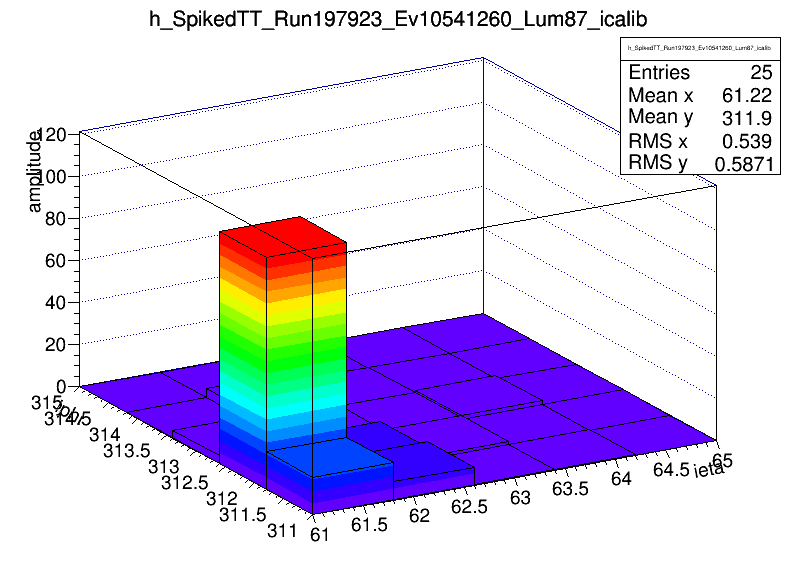 h_SpikedTT_Run197923_Ev10541260_Lum87_icalib
h_SpikedTT_Run197923_Ev10541260_Lum87_icalib
Entries 25
Mean x 61.22
Mean y 311.9
RMS x 0.539
RMS y 0.5871
amplitude
120
100
80
60
40
20
0
315
314.5
314
313.5
313
312.5
312
311.5
311
61
61.5
62
62.5
63
63.5
64
64.5
65
ieta